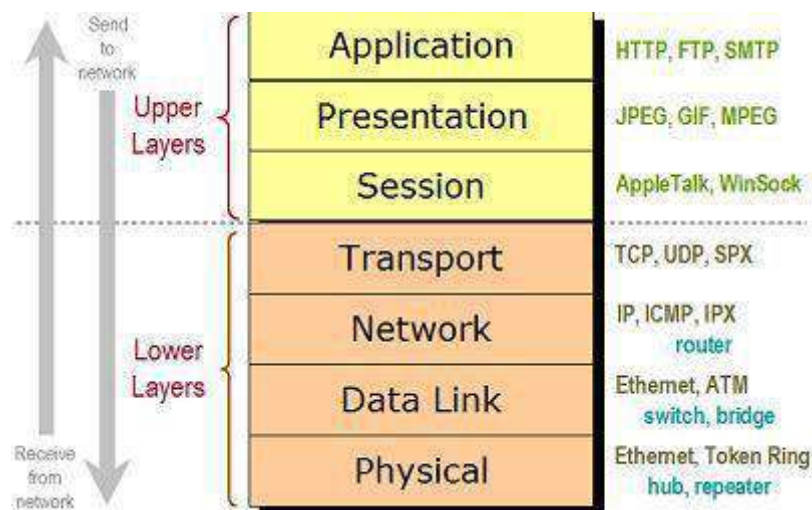 Send
to
network
Upper
Layers
Application
HTTP, FTP, SMTP
Presentation
JPEG, GIF, MPEG
Session
AppleTalk, WinSock
Lower
Layers
Transport
TCP, UDP, SPX
Network
IP, ICMP, IPX
router
Data Link
Ethernet, ATM
switch, bridge
Physical
Ethernet, Token Ring
hub, repeater
Receive
from
network